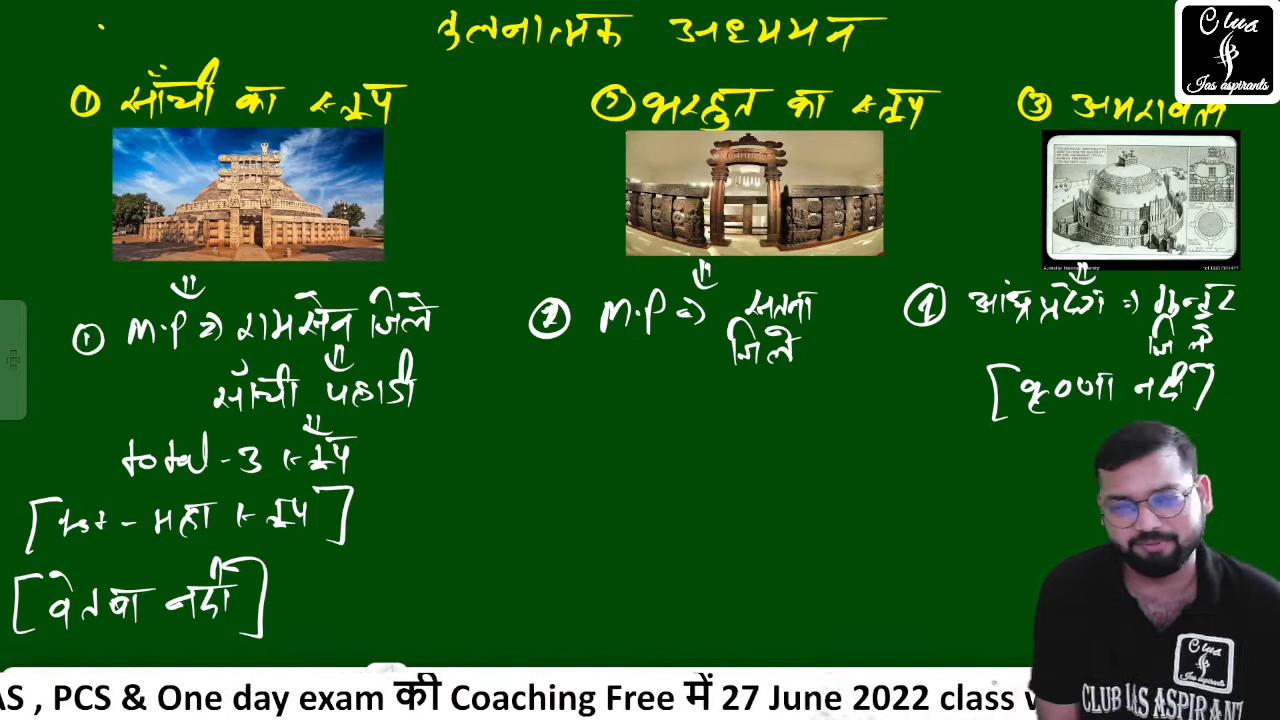 तुलनात्मक अध्ययन
① साँची का स्तूप
② भरहुत का स्तूप
③ अमरावती
① M.P ⇒ रायसेन जिले
साँची पहाडी
total - 3 स्तूप
[1st - महा स्तूप]
[वेतवा नदी]
② M.P ⇒ सतना
जिले
④ आंध्र प्रदेश ⇒ गुन्टूर
जिले
[कृष्णा नदी]
Club
Ias aspirants
Club
CLUB IAS ASPIRANT
AS , PCS & One day exam की Coaching Free में 27 June 2022 class